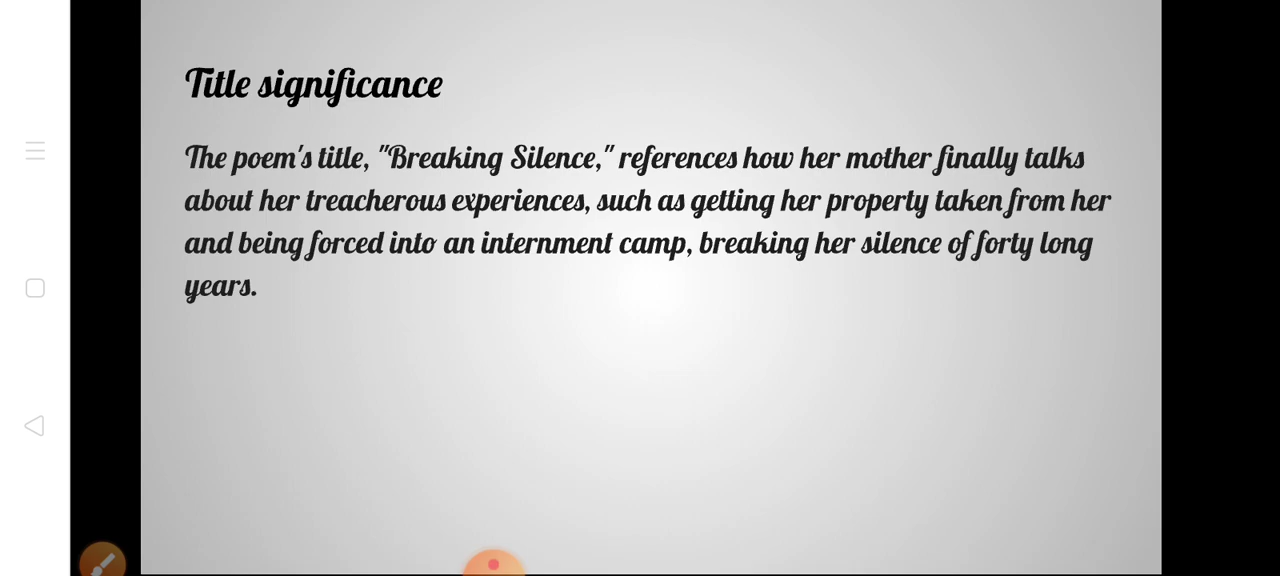 Title significance
The poem's title, "Breaking Silence," references how her mother finally talks
about her treacherous experiences, such as getting her property taken from her
and being forced into an internment camp, breaking her silence of forty long
years.